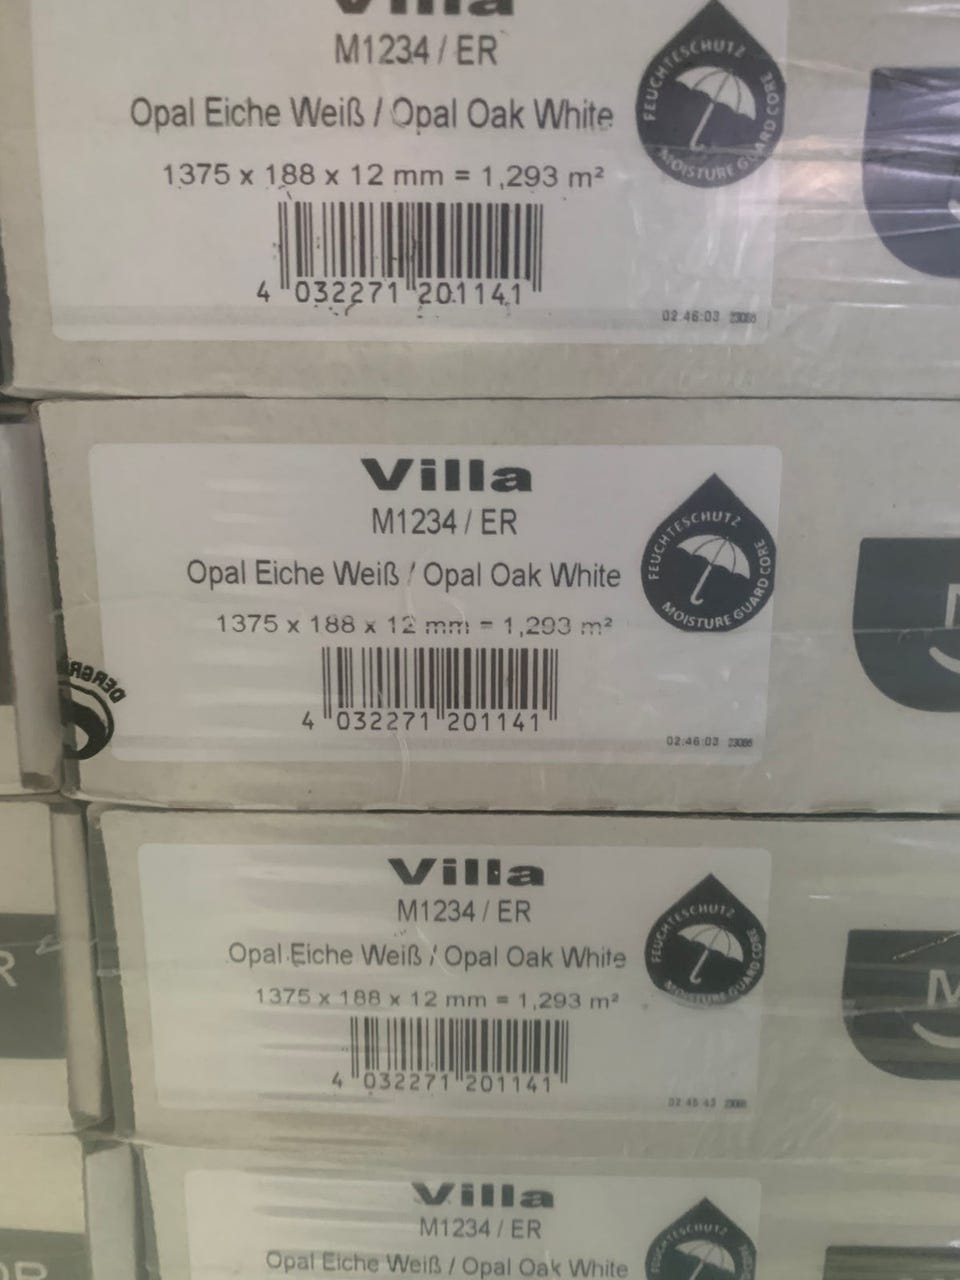 Villa
M1234 / ER
Opal Eiche Weiß / Opal Oak White
1375 x 188 x 12 mm = 1,293 m²
4 032271 201141
02:46:03 23086
FEUCHTESCHUTZ
MOISTURE GUARD CORE
Villa
M1234 / ER
Opal Eiche Weiß / Opal Oak White
1375 x 188 x 12 mm = 1,293 m²
4 032271 201141
02:46:03 23086
FEUCHTESCHUTZ
MOISTURE GUARD CORE
Villa
M1234 / ER
Opal Eiche Weiß / Opal Oak White
1375 x 188 x 12 mm = 1,293 m²
4 032271 201141
FEUCHTESCHUTZ
MOISTURE GUARD CORE
M
R
Villa
M1234 / ER
Opal Eiche Weiß / Opal Oak White
FEUCHTESCHUTZ
OR